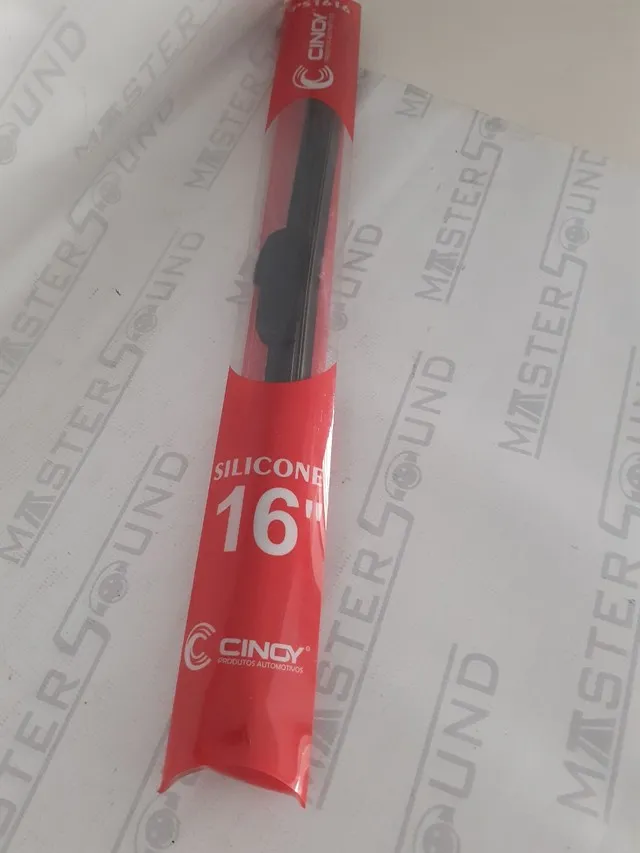 CINOY
SILICONE
16"
CINOY®
PRODUTOS AUTOMOTIVOS
MASTERSOUND
MASTERSOUND
MASTERSOUND
MASTERSOUND
MASTERSOUND